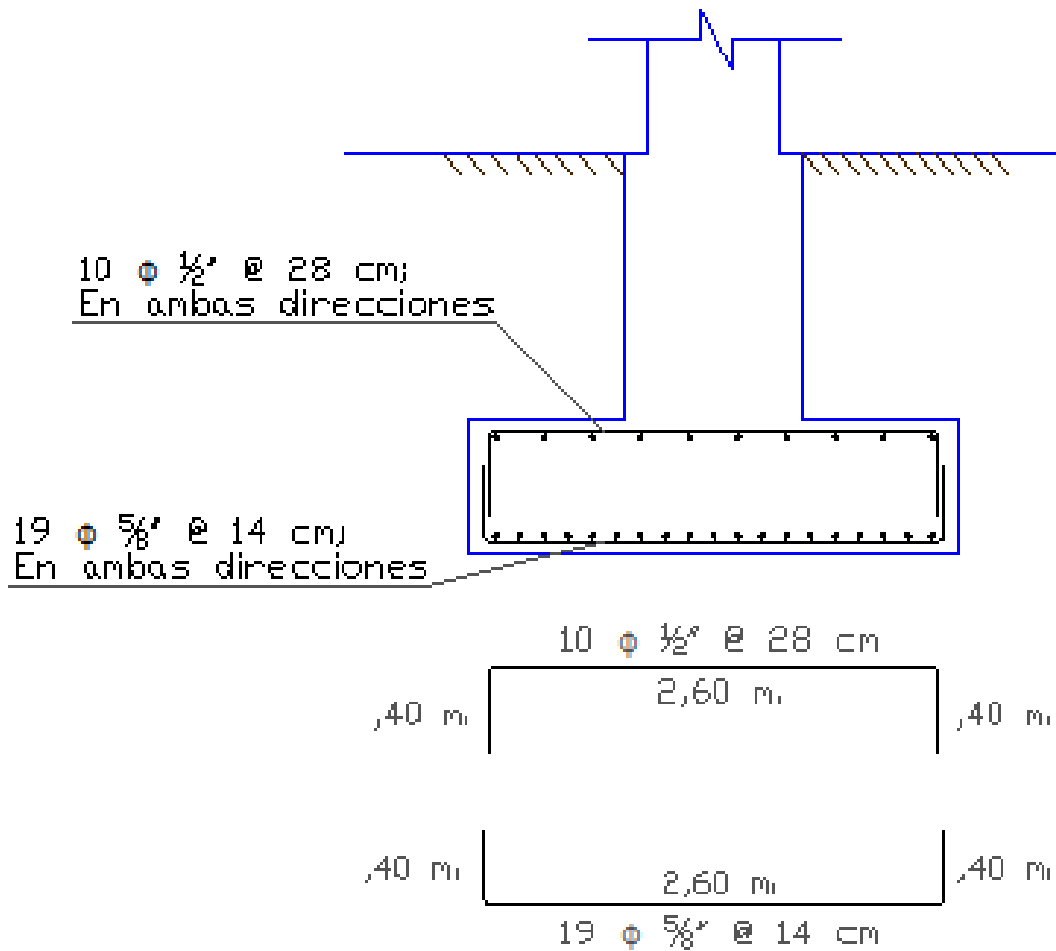 10 ϕ ½" @ 28 cm;
En ambas direcciones
19 ϕ ⅝" @ 14 cm;
En ambas direcciones
10 ϕ ½" @ 28 cm
2,60 m.
,40 m. ,40 m.
,40 m. 2,60 m. ,40 m.
19 ϕ ⅝" @ 14 cm